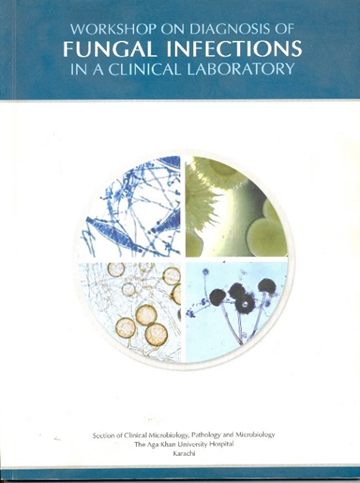 WORKSHOP ON DIAGNOSIS OF
FUNGAL INFECTIONS
IN A CLINICAL LABORATORY
Section of Clinical Microbiology, Pathology and Microbiology
The Aga Khan University Hospital
Karachi